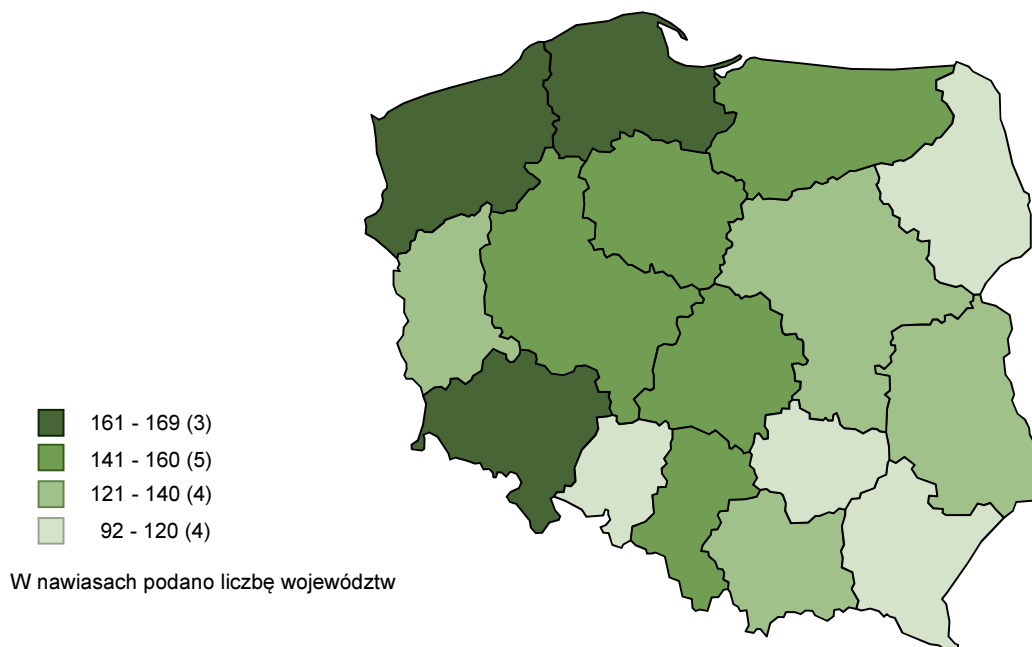 161 - 169 (3)
141 - 160 (5)
121 - 140 (4)
92 - 120 (4)
W nawiasach podano liczbę województw